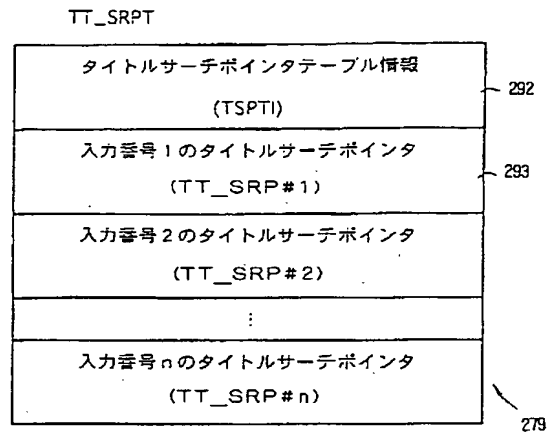 TT_SRPT
タイトルサーチポインタテーブル情報
(TSPTI)
292
入力番号1のタイトルサーチポインタ
(TT_SRP#1)
293
入力番号2のタイトルサーチポインタ
(TT_SRP#2)
⋮
入力番号nのタイトルサーチポインタ
(TT_SRP#n)
279